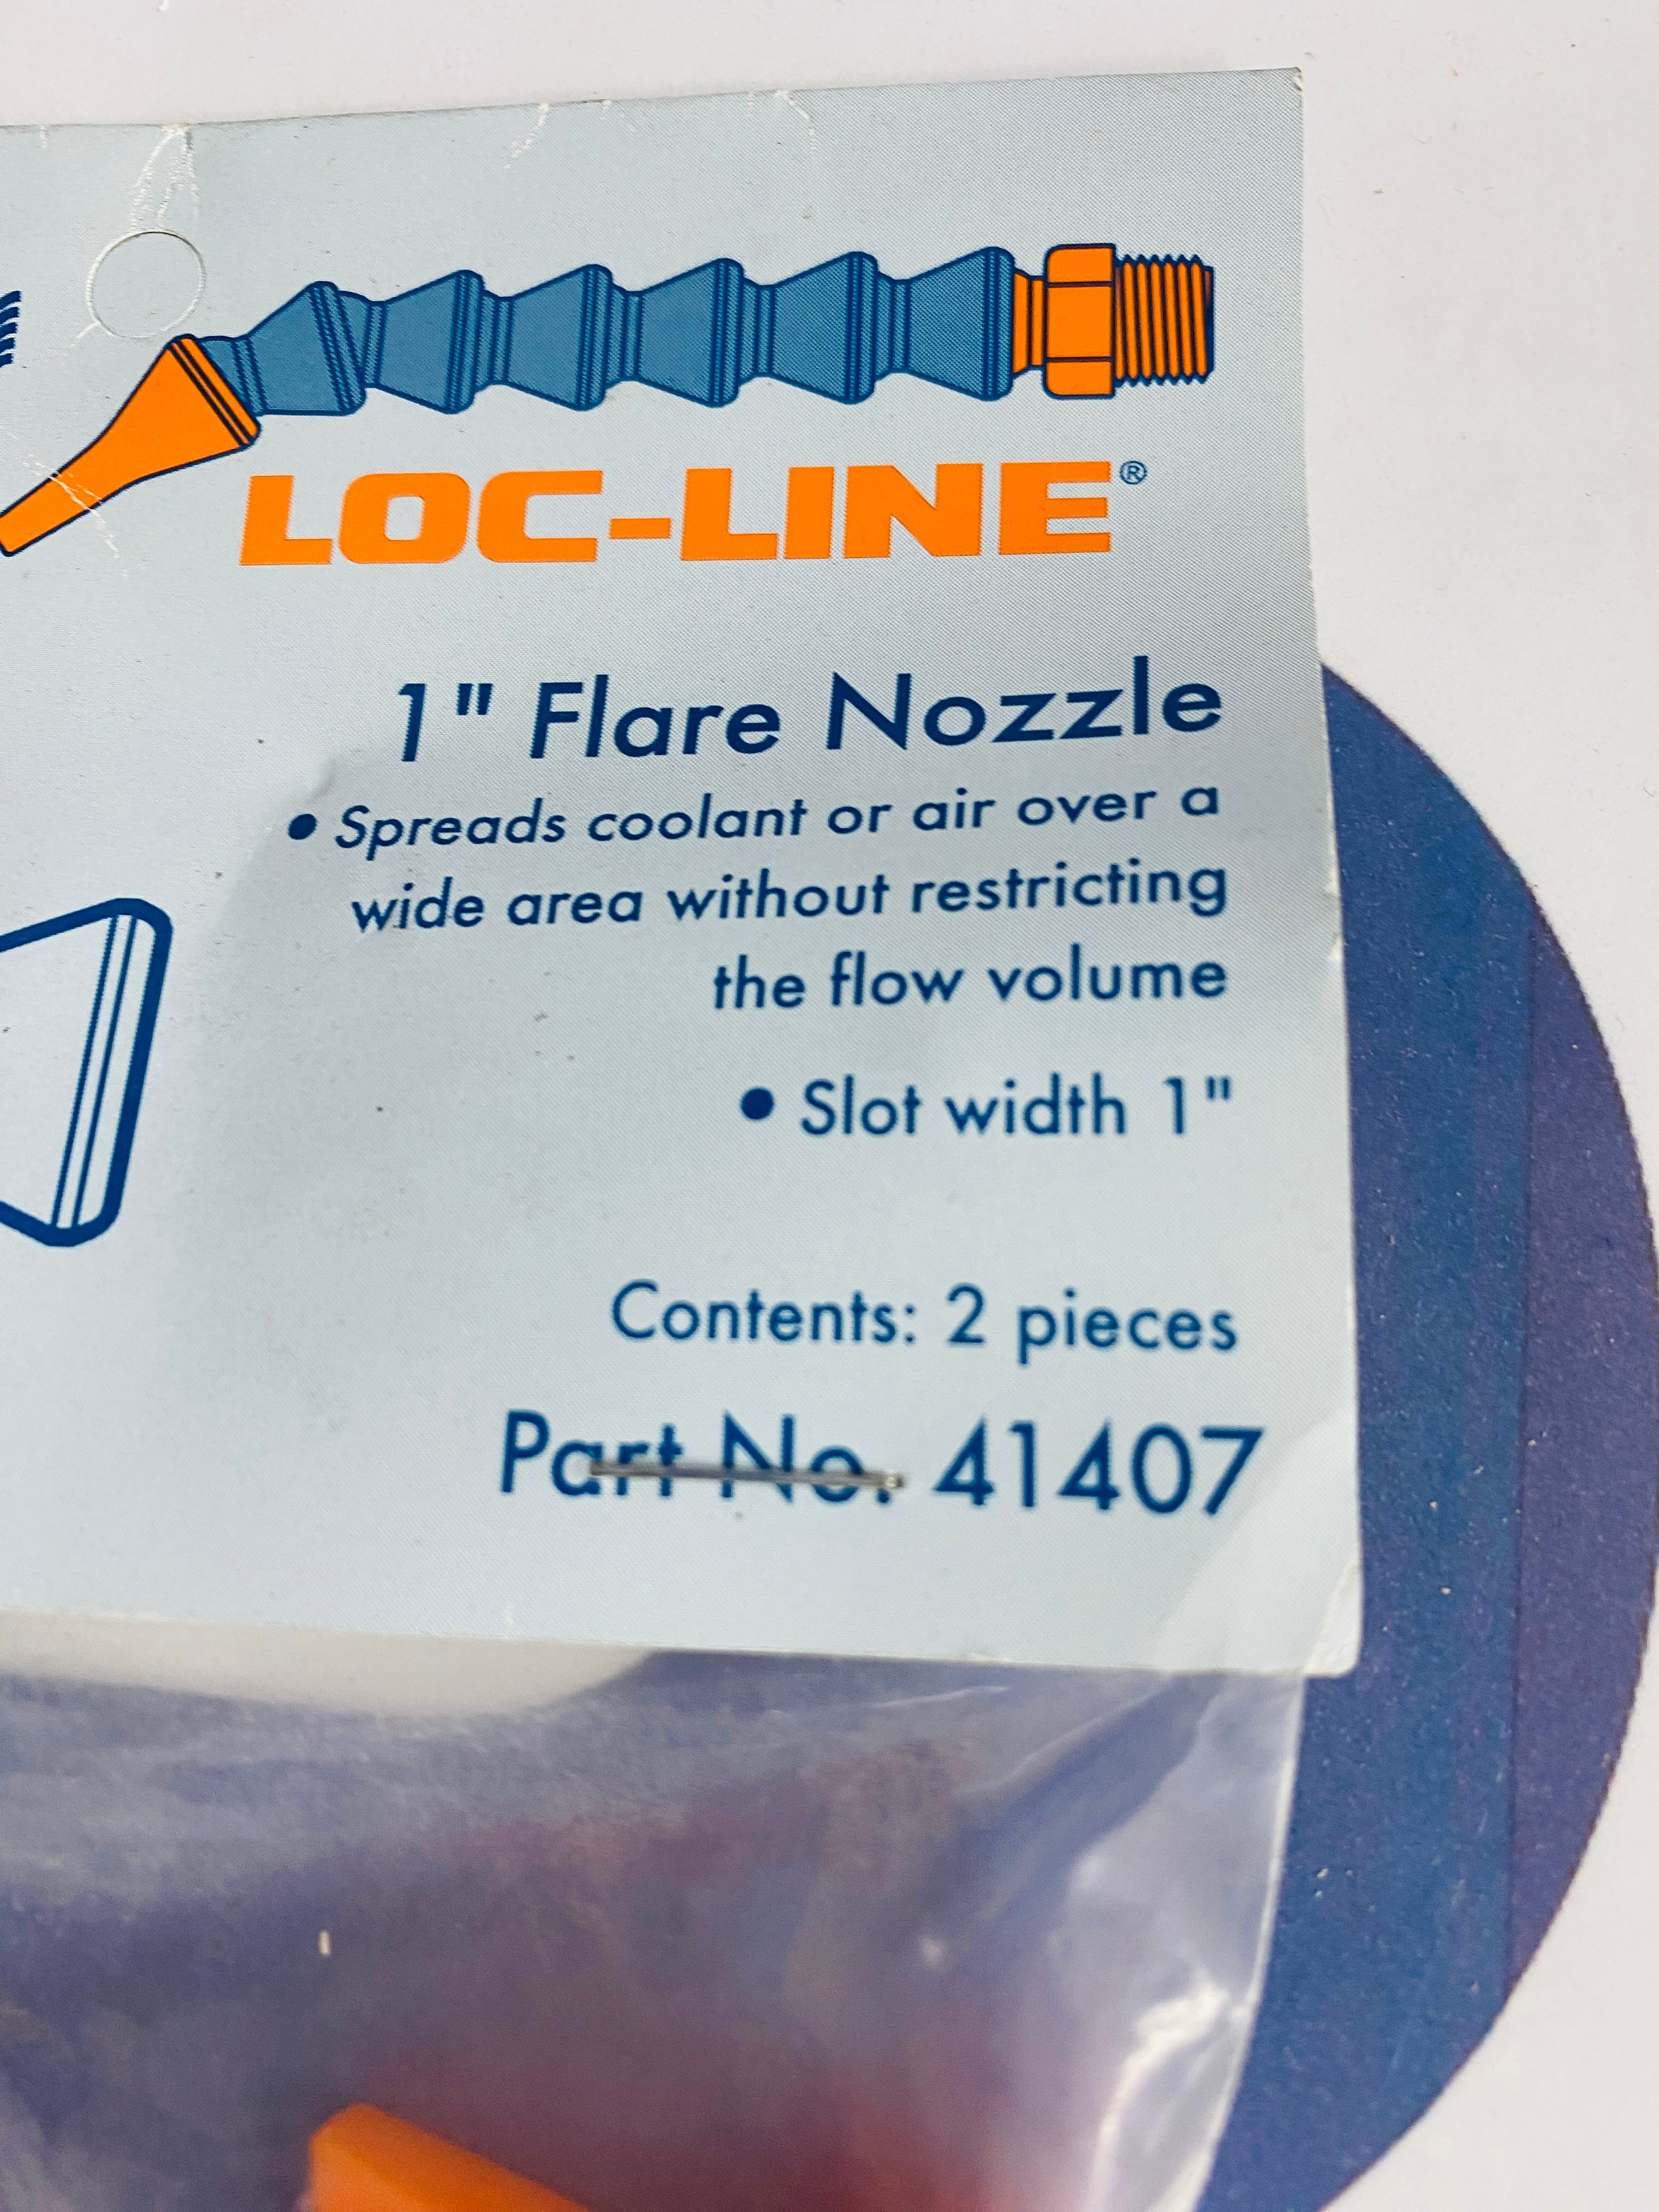 LOC-LINE®
1" Flare Nozzle
• Spreads coolant or air over a
wide area without restricting
the flow volume
• Slot width 1"
Contents: 2 pieces
Part No. 41407